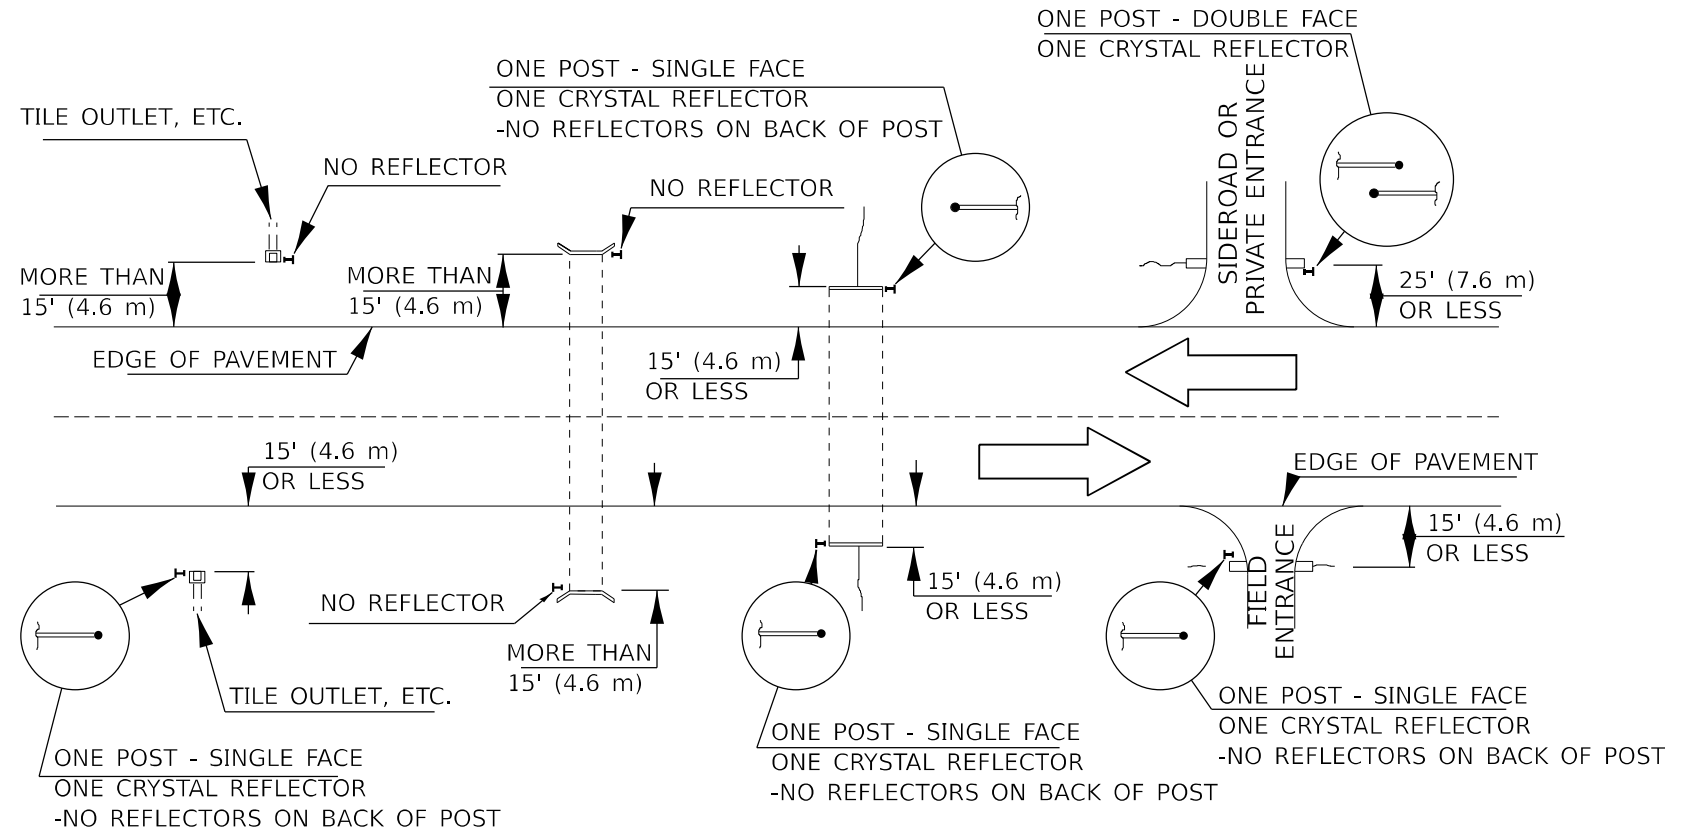 ONE POST - DOUBLE FACE
ONE CRYSTAL REFLECTOR
ONE POST - SINGLE FACE
ONE CRYSTAL REFLECTOR
-NO REFLECTORS ON BACK OF POST
TILE OUTLET, ETC.
NO REFLECTOR
NO REFLECTOR
SIDEROAD OR
PRIVATE ENTRANCE
MORE THAN
15' (4.6 m)
MORE THAN
15' (4.6 m)
25' (7.6 m)
OR LESS
EDGE OF PAVEMENT
15' (4.6 m)
OR LESS
15' (4.6 m)
OR LESS
EDGE OF PAVEMENT
15' (4.6 m)
OR LESS
FIELD
ENTRANCE
15' (4.6 m)
OR LESS
NO REFLECTOR
MORE THAN
15' (4.6 m)
TILE OUTLET, ETC.
ONE POST - SINGLE FACE
ONE CRYSTAL REFLECTOR
-NO REFLECTORS ON BACK OF POST
ONE POST - SINGLE FACE
ONE CRYSTAL REFLECTOR
-NO REFLECTORS ON BACK OF POST
ONE POST - SINGLE FACE
ONE CRYSTAL REFLECTOR
-NO REFLECTORS ON BACK OF POST